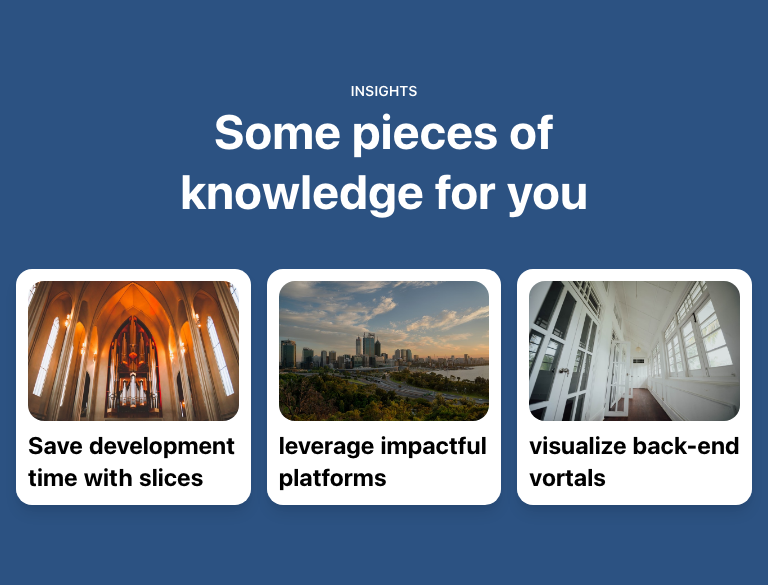 INSIGHTS
Some pieces of
knowledge for you
Save development
time with slices
leverage impactful
platforms
visualize back-end
vortals